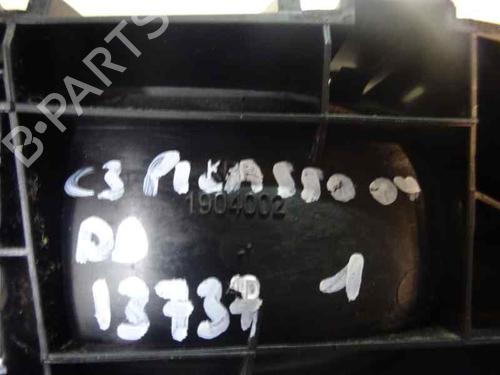 B-PARTS
C3 PICASSO 09
1904002
DD
13737 1